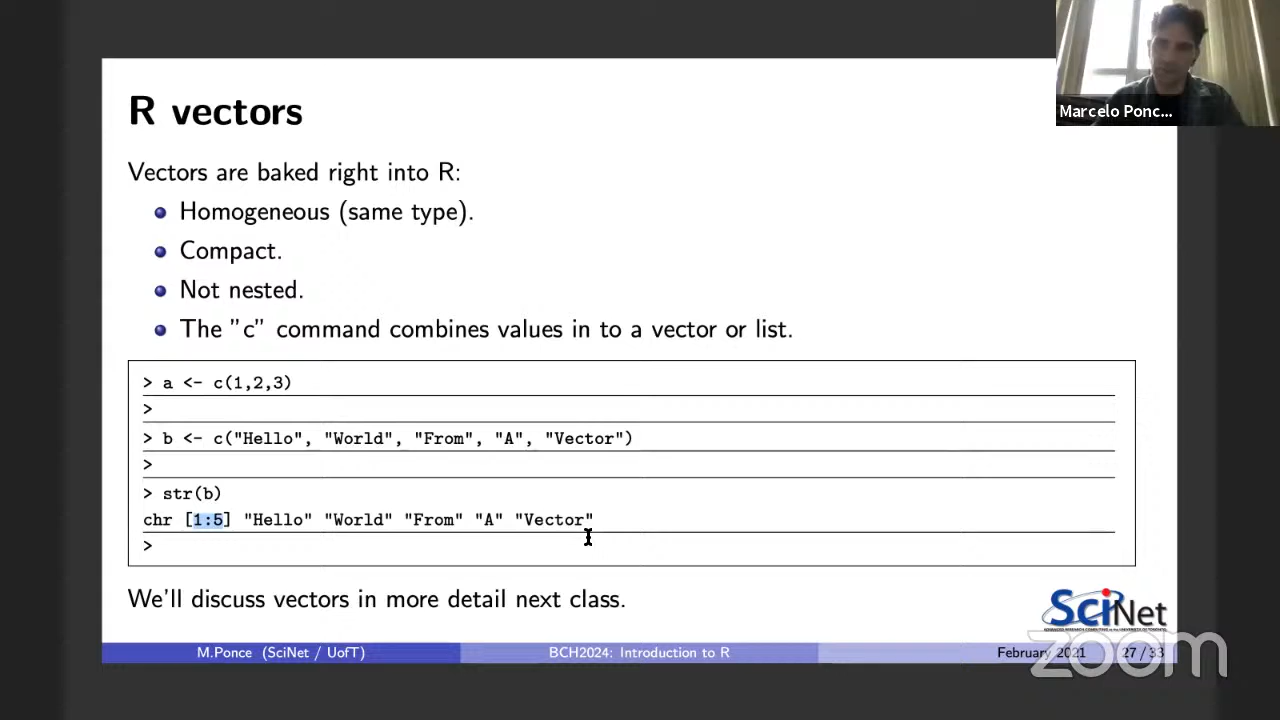 R vectors
Marcelo Ponc...
Vectors are baked right into R:
Homogeneous (same type).
Compact.
Not nested.
The "c" command combines values in to a vector or list.
> a <- c(1,2,3)
>
> b <- c("Hello", "World", "From", "A", "Vector")
>
> str(b)
chr [1:5] "Hello" "World" "From" "A" "Vector"
>
We'll discuss vectors in more detail next class.
SciNet
M.Ponce (SciNet / UofT)
BCH2024: Introduction to R
February 2021
27 / 33
zoom